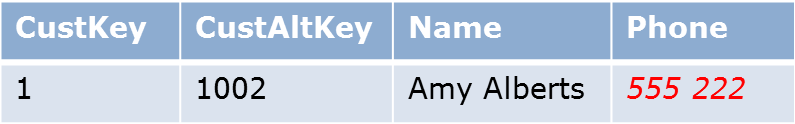 CustKey CustAltKey Name Phone
1 1002 Amy Alberts 555 222